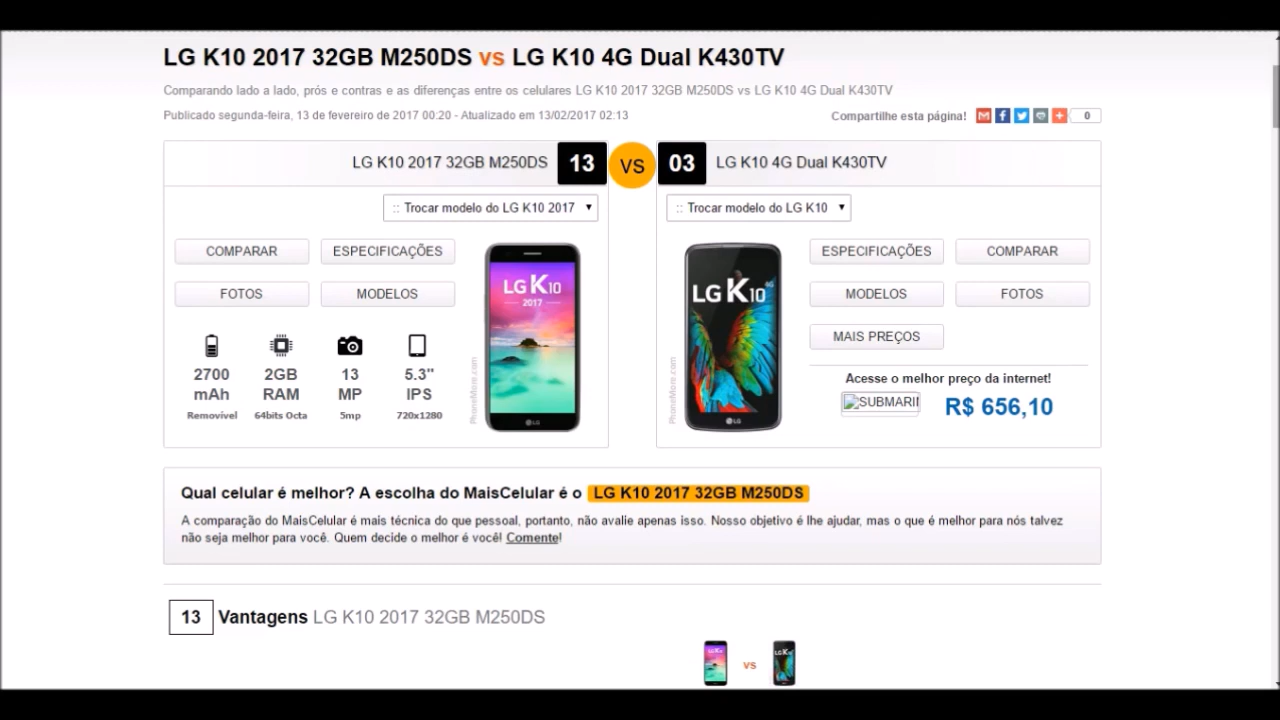 LG K10 2017 32GB M250DS vs LG K10 4G Dual K430TV
Comparando lado a lado, prós e contras e as diferenças entre os celulares LG K10 2017 32GB M250DS vs LG K10 4G Dual K430TV
Publicado segunda-feira, 13 de fevereiro de 2017 00:20 - Atualizado em 13/02/2017 02:13
Compartilhe esta página! 0
LG K10 2017 32GB M250DS 13 VS 03 LG K10 4G Dual K430TV
:: Trocar modelo do LG K10 2017
:: Trocar modelo do LG K10
COMPARAR ESPECIFICAÇÕES
FOTOS MODELOS
2700 2GB 13 5.3"
mAh RAM MP IPS
Removível 64bits Octa 5mp 720x1280
PhoneMore.com
LG K10
2017
LG
PhoneMore.com
LG K10 4G
LG
ESPECIFICAÇÕES COMPARAR
MODELOS FOTOS
MAIS PREÇOS
Acesse o melhor preço da internet!
SUBMARIN R$ 656,10
Qual celular é melhor? A escolha do MaisCelular é o LG K10 2017 32GB M250DS
A comparação do MaisCelular é mais técnica do que pessoal, portanto, não avalie apenas isso. Nosso objetivo é lhe ajudar, mas o que é melhor para nós talvez
não seja melhor para você. Quem decide o melhor é você! Comente!
13 Vantagens LG K10 2017 32GB M250DS
vs